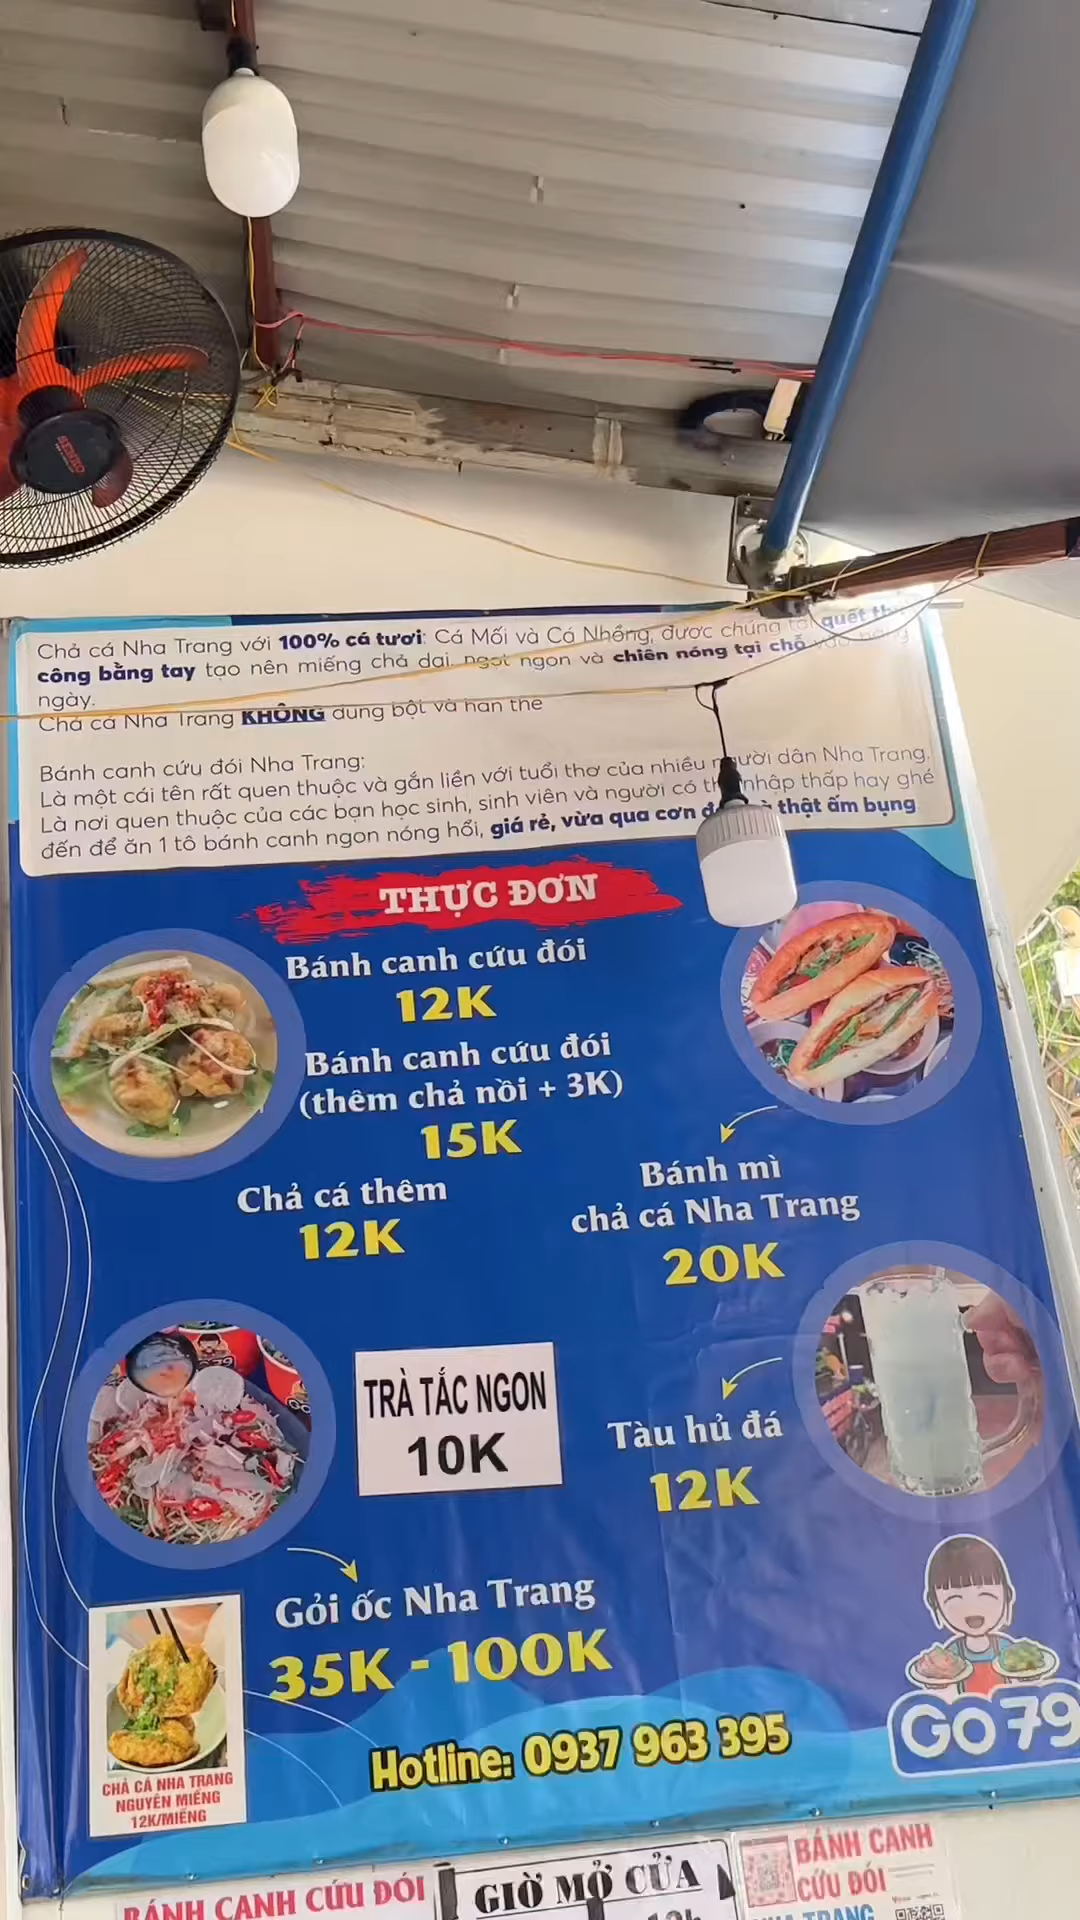 SENKO
Chả cá Nha Trang với 100% cá tươi: Cá Mối và Cá Nhồng, được chúng tôi quết thủ
công bằng tay tạo nên miếng chả dai, ngọt ngon và chiên nóng tại chỗ
ngày.
Chả cá Nha Trang KHÔNG dùng bột và hàn the
Bánh canh cứu đói Nha Trang:
Là một cái tên rất quen thuộc và gắn liền với tuổi thơ của nhiều người dân Nha Trang.
Là nơi quen thuộc của các bạn học sinh, sinh viên và người có nhập thấp hay ghé
đến để ăn 1 tô bánh canh ngon nóng hổi, giá rẻ, vừa qua cơn thật ấm bụng
THỰC ĐƠN
Bánh canh cứu đói
12K
Bánh canh cứu đói
(thêm chả nồi + 3K)
15K
Chả cá thêm
12K
Bánh mì
chả cá Nha Trang
20K
TRÀ TẮC NGON
10K
Tàu hủ đá
12K
Gỏi ốc Nha Trang
35K - 100K
CHẢ CÁ NHA TRANG
NGUYÊN MIẾNG
12K/MIẾNG
Hotline: 0937 963 395
GO79
BÁNH CANH CỨU ĐÓI
GIỜ MỞ CỬA
BÁNH CANH
CỨU ĐÓI
NHA TRANG